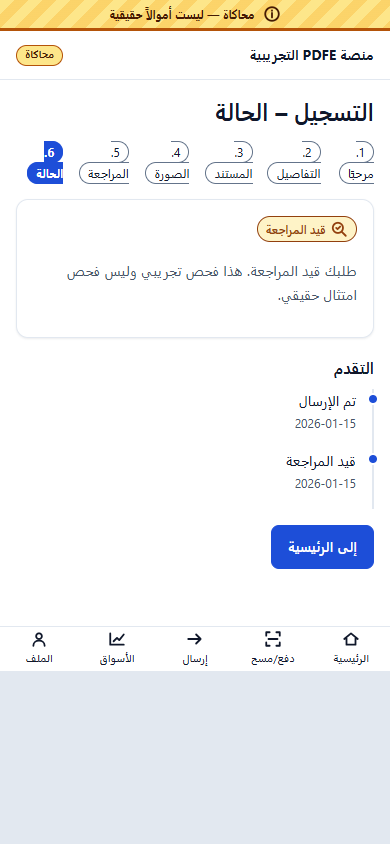 محاكاة — ليست أموالاً حقيقية
منصة PDFE التجريبية
محاكاة
التسجيل – الحالة
1. مرحبًا
2. التفاصيل
3. المستند
4. الصورة
5. المراجعة
6. الحالة
قيد المراجعة
طلبك قيد المراجعة. هذا فحص تجريبي وليس فحص
امتثال حقيقي.
التقدم
تم الإرسال
2026-01-15
قيد المراجعة
2026-01-15
إلى الرئيسية
الرئيسية
دفع/مسح
إرسال
الأسواق
الملف